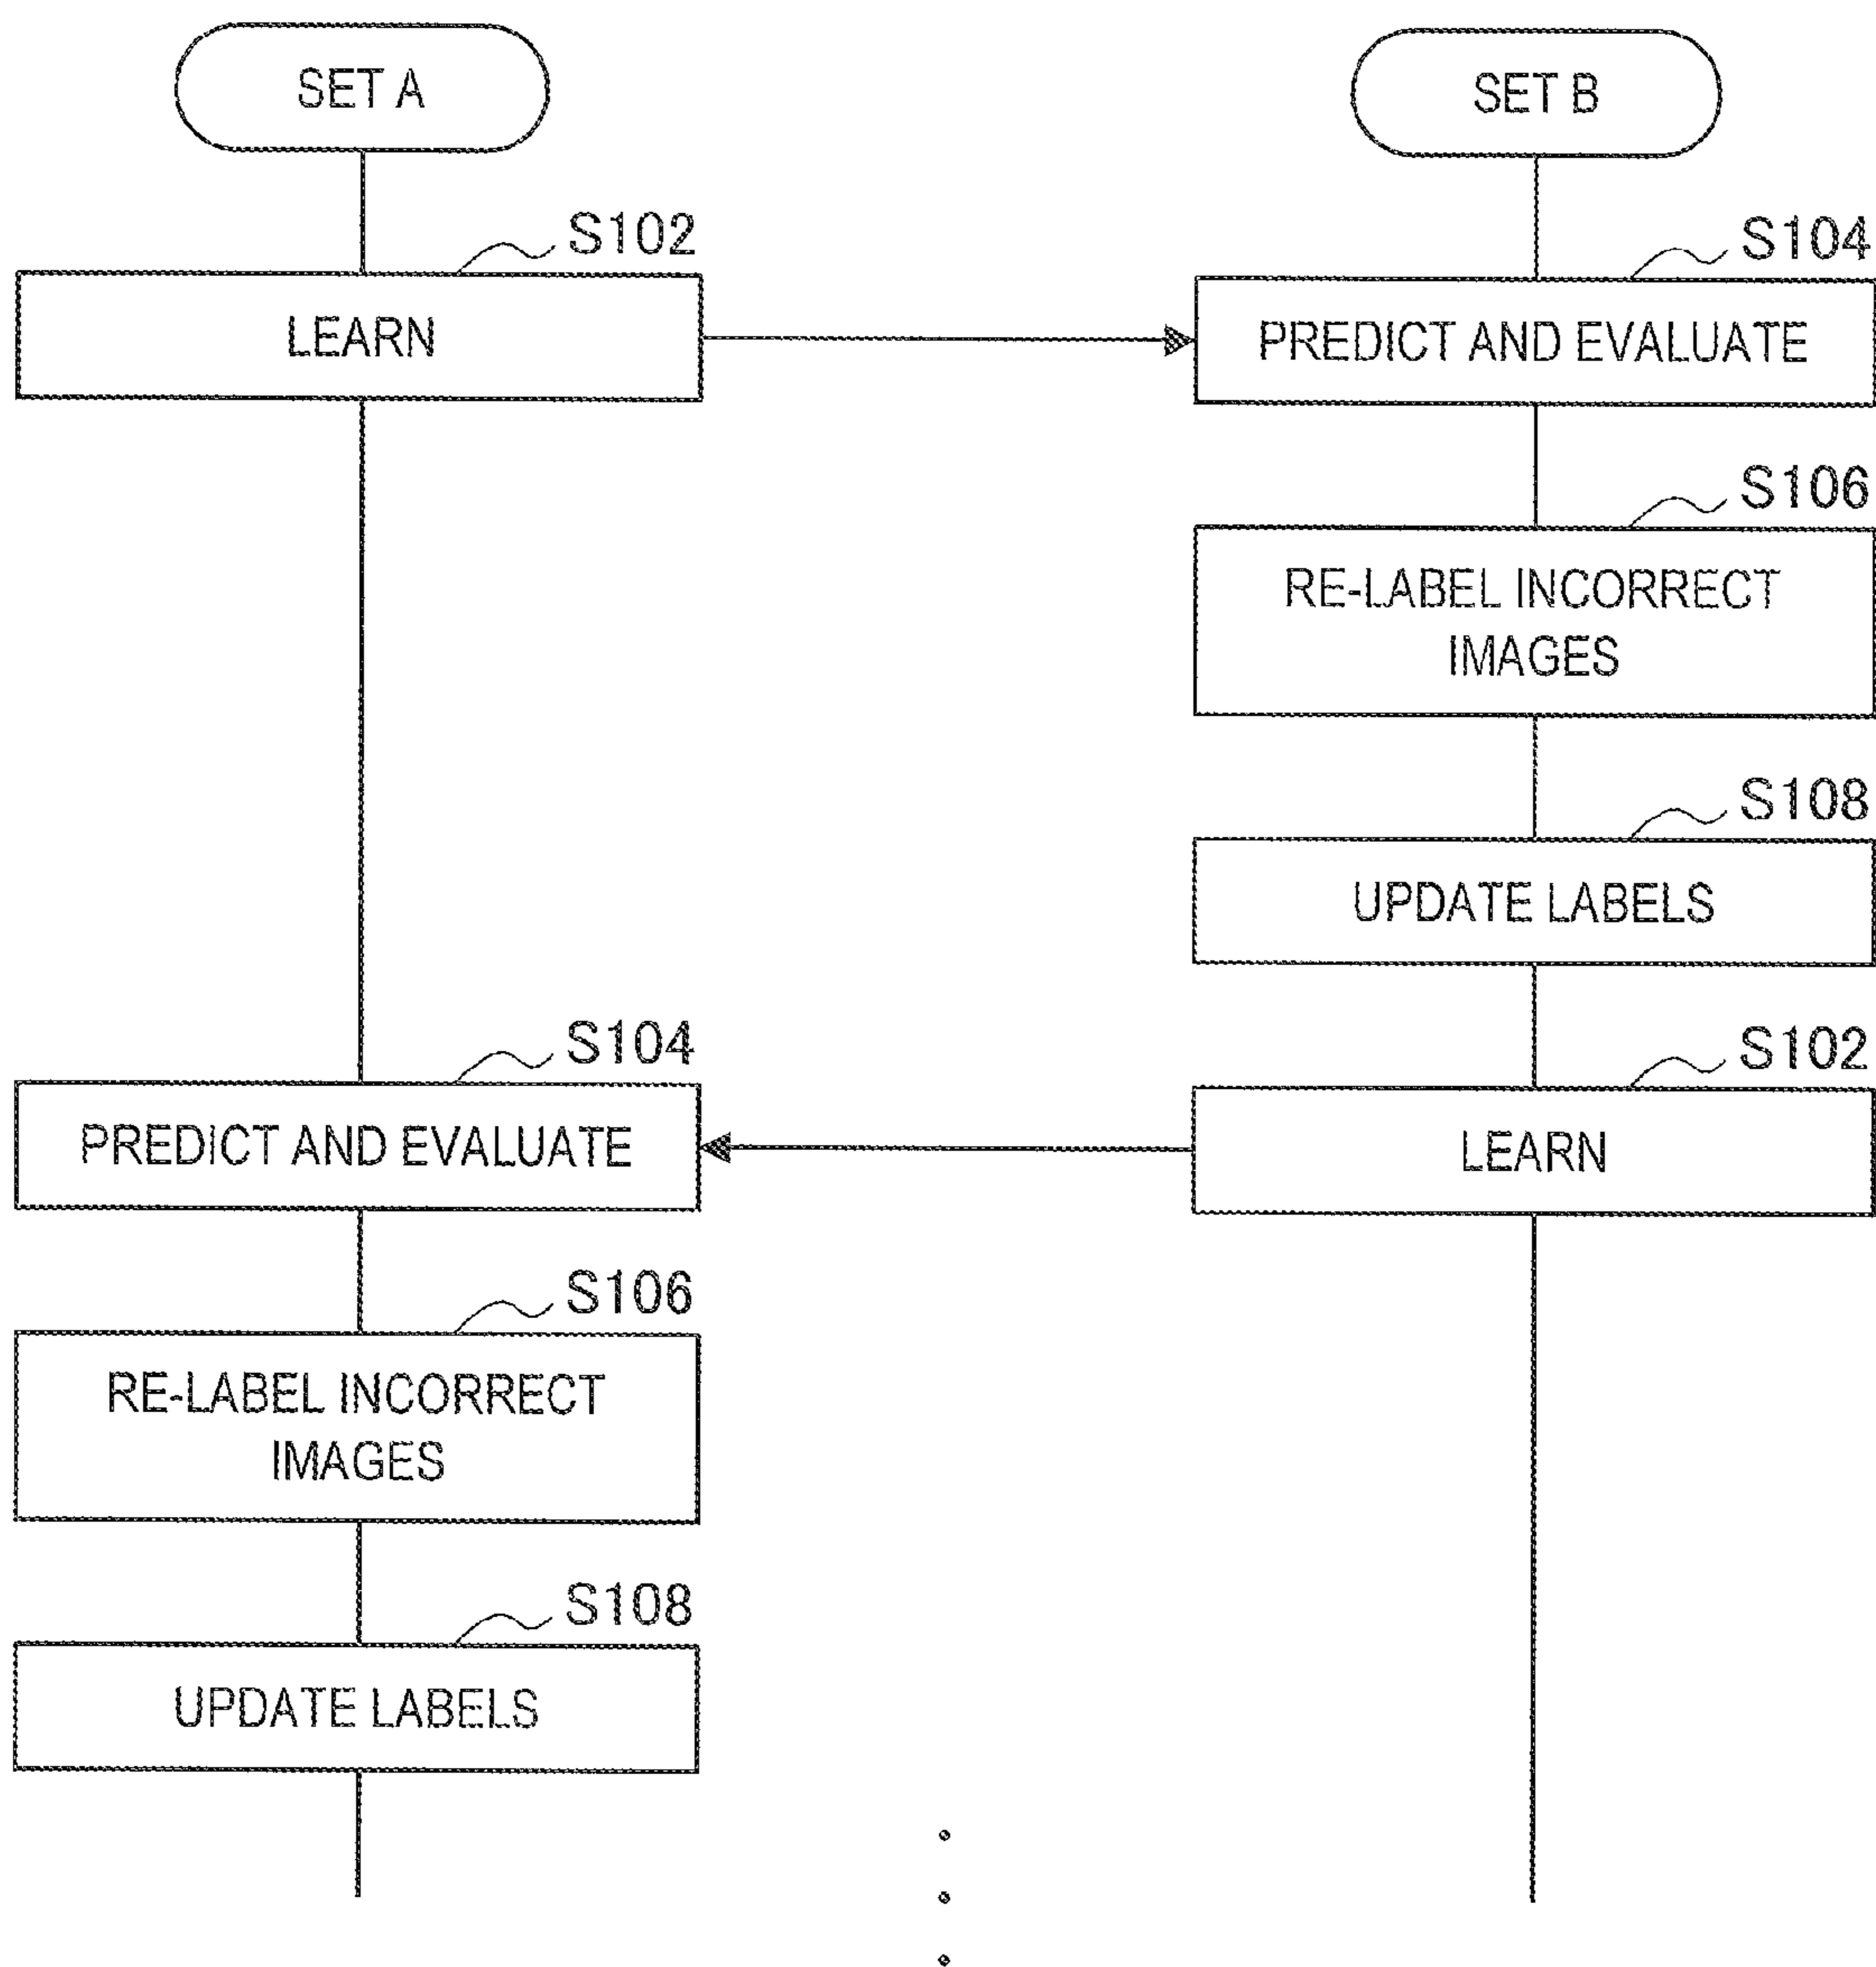 SET A
SET B
S102
LEARN
S104
PREDICT AND EVALUATE
S106
RE-LABEL INCORRECT
IMAGES
S108
UPDATE LABELS
S102
LEARN
S104
PREDICT AND EVALUATE
S106
RE-LABEL INCORRECT
IMAGES
S108
UPDATE LABELS